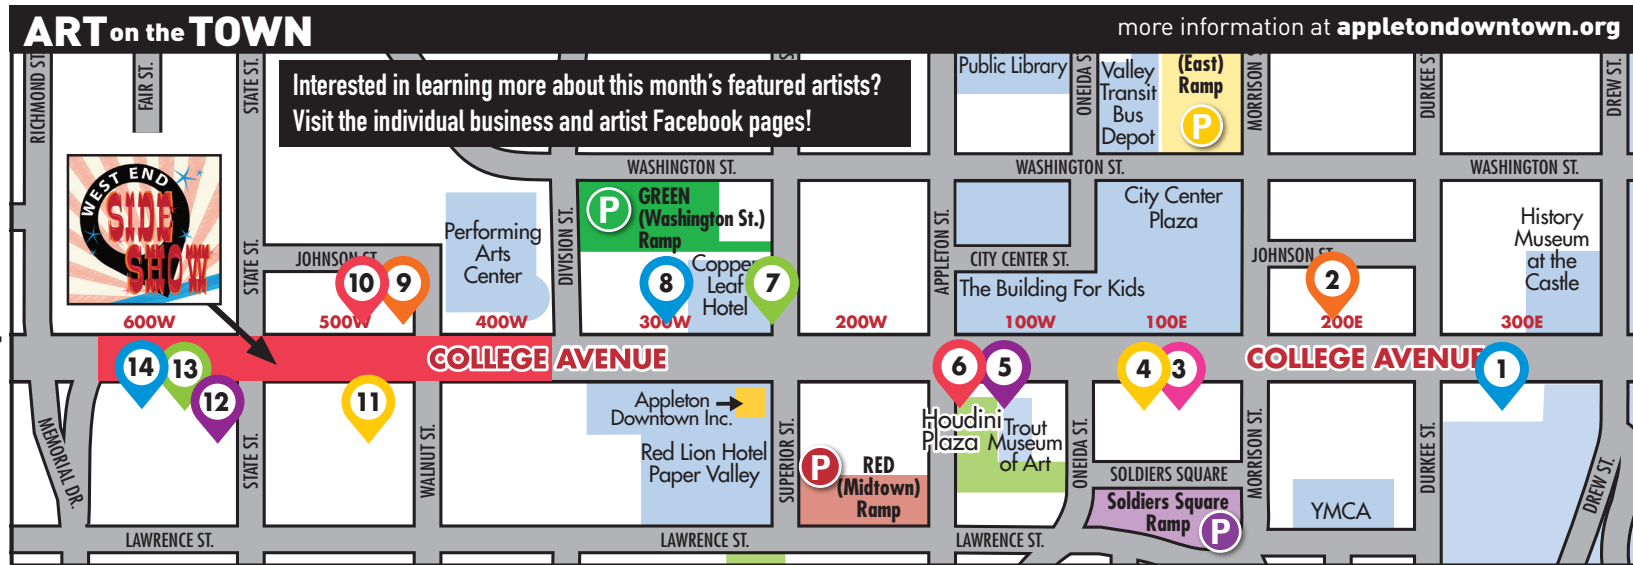 ART on the TOWN
more information at appletondowntown.org
Interested in learning more about this month's featured artists?
Visit the individual business and artist Facebook pages!
RICHMOND ST.
FAIR ST.
STATE ST.
Public Library
ONEIDA S
Valley
Transit
Bus
Depot
(East)
Ramp
P
MORRISON S
DURKEE S
DREW ST.
WASHINGTON ST.
WASHINGTON ST.
WASHINGTON ST.
WEST END
SIDE
SHOW
STATE ST.
JOHNSON ST.
Performing
Arts
Center
DIVISION ST.
P
GREEN
(Washington St.)
Ramp
Copper
Leaf
Hotel
APPLETON ST.
CITY CENTER ST.
City Center
Plaza
The Building For Kids
JOHNSON ST.
History
Museum
at the
Castle
10
9
8
7
2
600W
500W
400W
300W
200W
100W
100E
200E
300E
COLLEGE AVENUE
COLLEGE AVENUE
14
13
12
11
6
5
4
3
1
MEMORIAL DR.
STATE ST.
WALNUT ST.
Appleton
Downtown Inc.
Red Lion Hotel
Paper Valley
SUPERIOR ST.
P
RED
(Midtown)
Ramp
Houdini
Plaza
Trout
Museum
of Art
ONEIDA ST.
SOLDIERS SQUARE
Soldiers Square
Ramp
P
MORRISON ST.
YMCA
DURKEE ST.
DREW ST.
LAWRENCE ST.
LAWRENCE ST.
LAWRENCE ST.